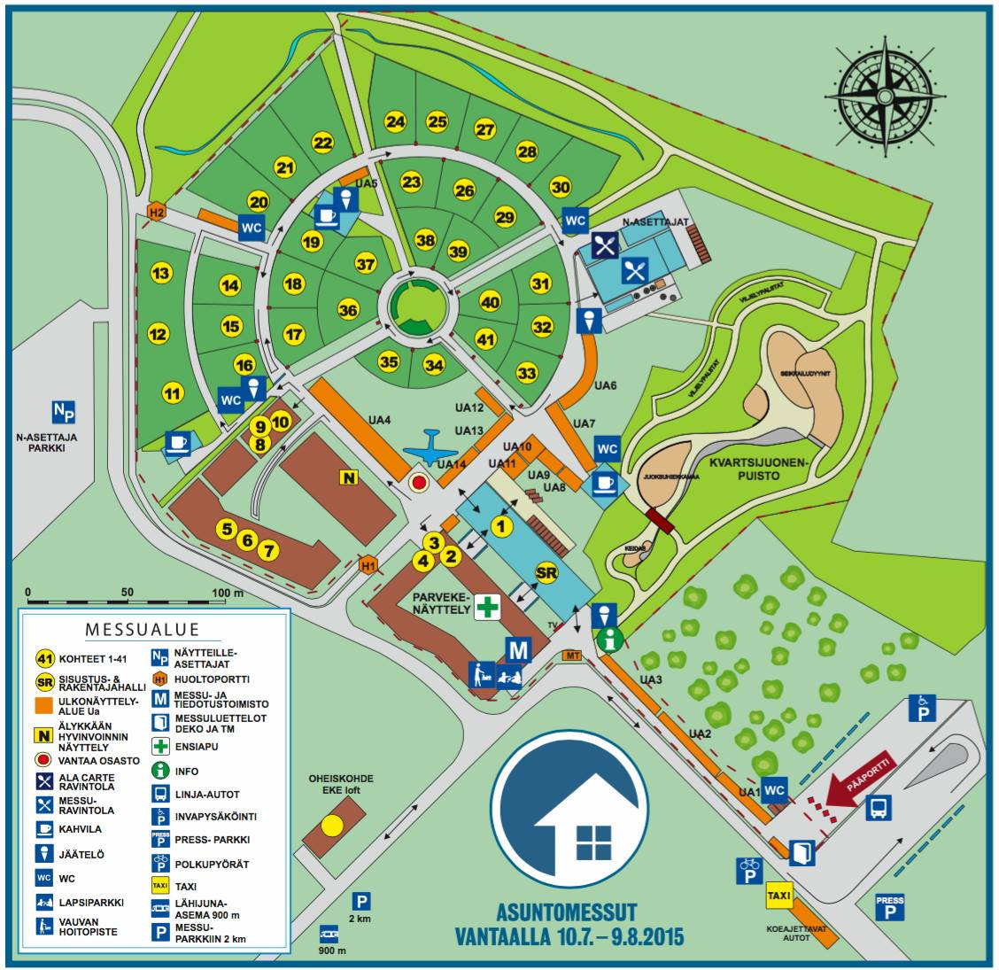 24
25
27
28
22
21
UA5
23
26
30
20
H2
WC
29
WC
N-ASETTAJAT
19
38
39
37
13
14
18
31
40
36
VILJELYPALSTAT
12
15
17
41
32
16
35
34
33
VILJELYPALSTAT
SEIKKAILUDYYNIT
11
WC
UA6
UA12
UA4
UA13
UA7
9
10
8
NP
N-ASETTAJA
PARKKI
UA10
WC
UA14
UA11
UA9
UA8
KVARTSIJUONEN-
PUISTO
N
JUOKSUHIEKKAMAA
5
6
7
1
3
2
4
KEIDAS
H1
SR
0
50
100 m
PARVEKE-
NÄYTTELY
TV
M
MT
i
UA3
UA2
UA1
WC
PÄÄPORTTI
P
P
TAXI
PRESS
P
KOEAJETTAVAT
AUTOT
OHEISKOHDE
EKE loft
P
2 km
900 m
MESSUALUE
41 KOHTEET 1-41
SR SISUSTUS- &
RAKENTAJAHALLI
ULKONÄYTTELY-
ALUE Ua
N ÄLYKKÄÄN
HYVINVOINNIN
NÄYTTELY
VANTAA OSASTO
ALA CARTE
RAVINTOLA
MESSU-
RAVINTOLA
KAHVILA
JÄÄTELÖ
WC WC
LAPSIPARKKI
VAUVAN
HOITOPISTE
NP NÄYTTEILLE-
ASETTAJAT
H1 HUOLTOPORTTI
M MESSU- JA
TIEDOTUSTOIMISTO
MESSULUETTELOT
DEKO JA TM
ENSIAPU
i INFO
LINJA-AUTOT
P INVAPYSÄKÖINTI
PRESS P PRESS- PARKKI
P POLKUPYÖRÄT
TAXI TAXI
LÄHIJUNA-
ASEMA 900 m
P MESSU-
PARKKIIN 2 km
ASUNTOMESSUT
VANTAALLA 10.7.–9.8.2015